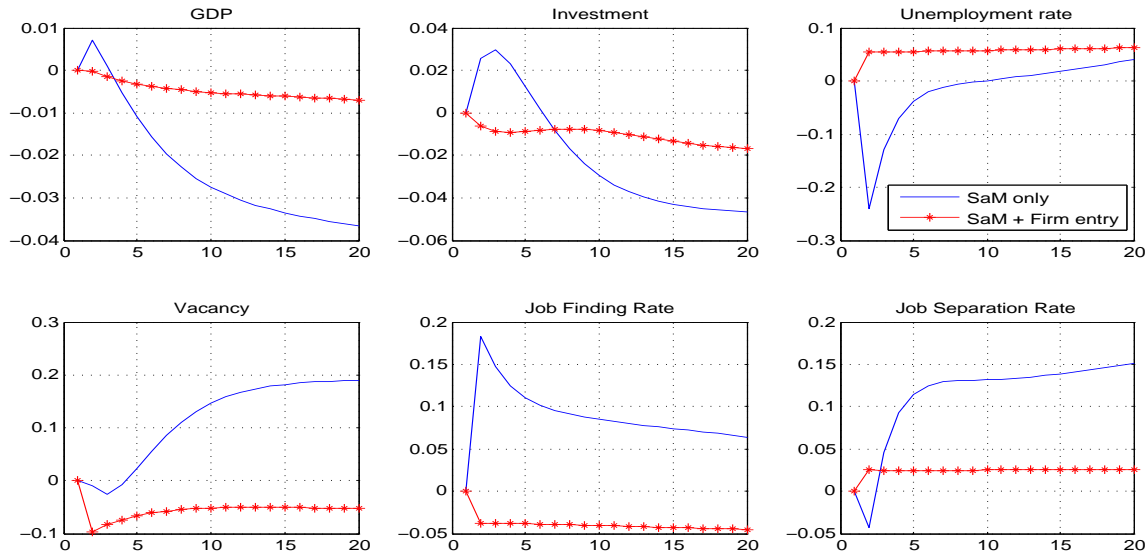 GDP
0.01
0
−0.01
−0.02
−0.03
−0.04
0 5 10 15 20
Investment
0.04
0.02
0
−0.02
−0.04
−0.06
0 5 10 15 20
Unemployment rate
0.1
0
−0.1
−0.2
−0.3
0 5 10 15 20
SaM only
SaM + Firm entry
Vacancy
0.3
0.2
0.1
0
−0.1
0 5 10 15 20
Job Finding Rate
0.2
0.15
0.1
0.05
0
−0.05
0 5 10 15 20
Job Separation Rate
0.2
0.15
0.1
0.05
0
−0.05
0 5 10 15 20